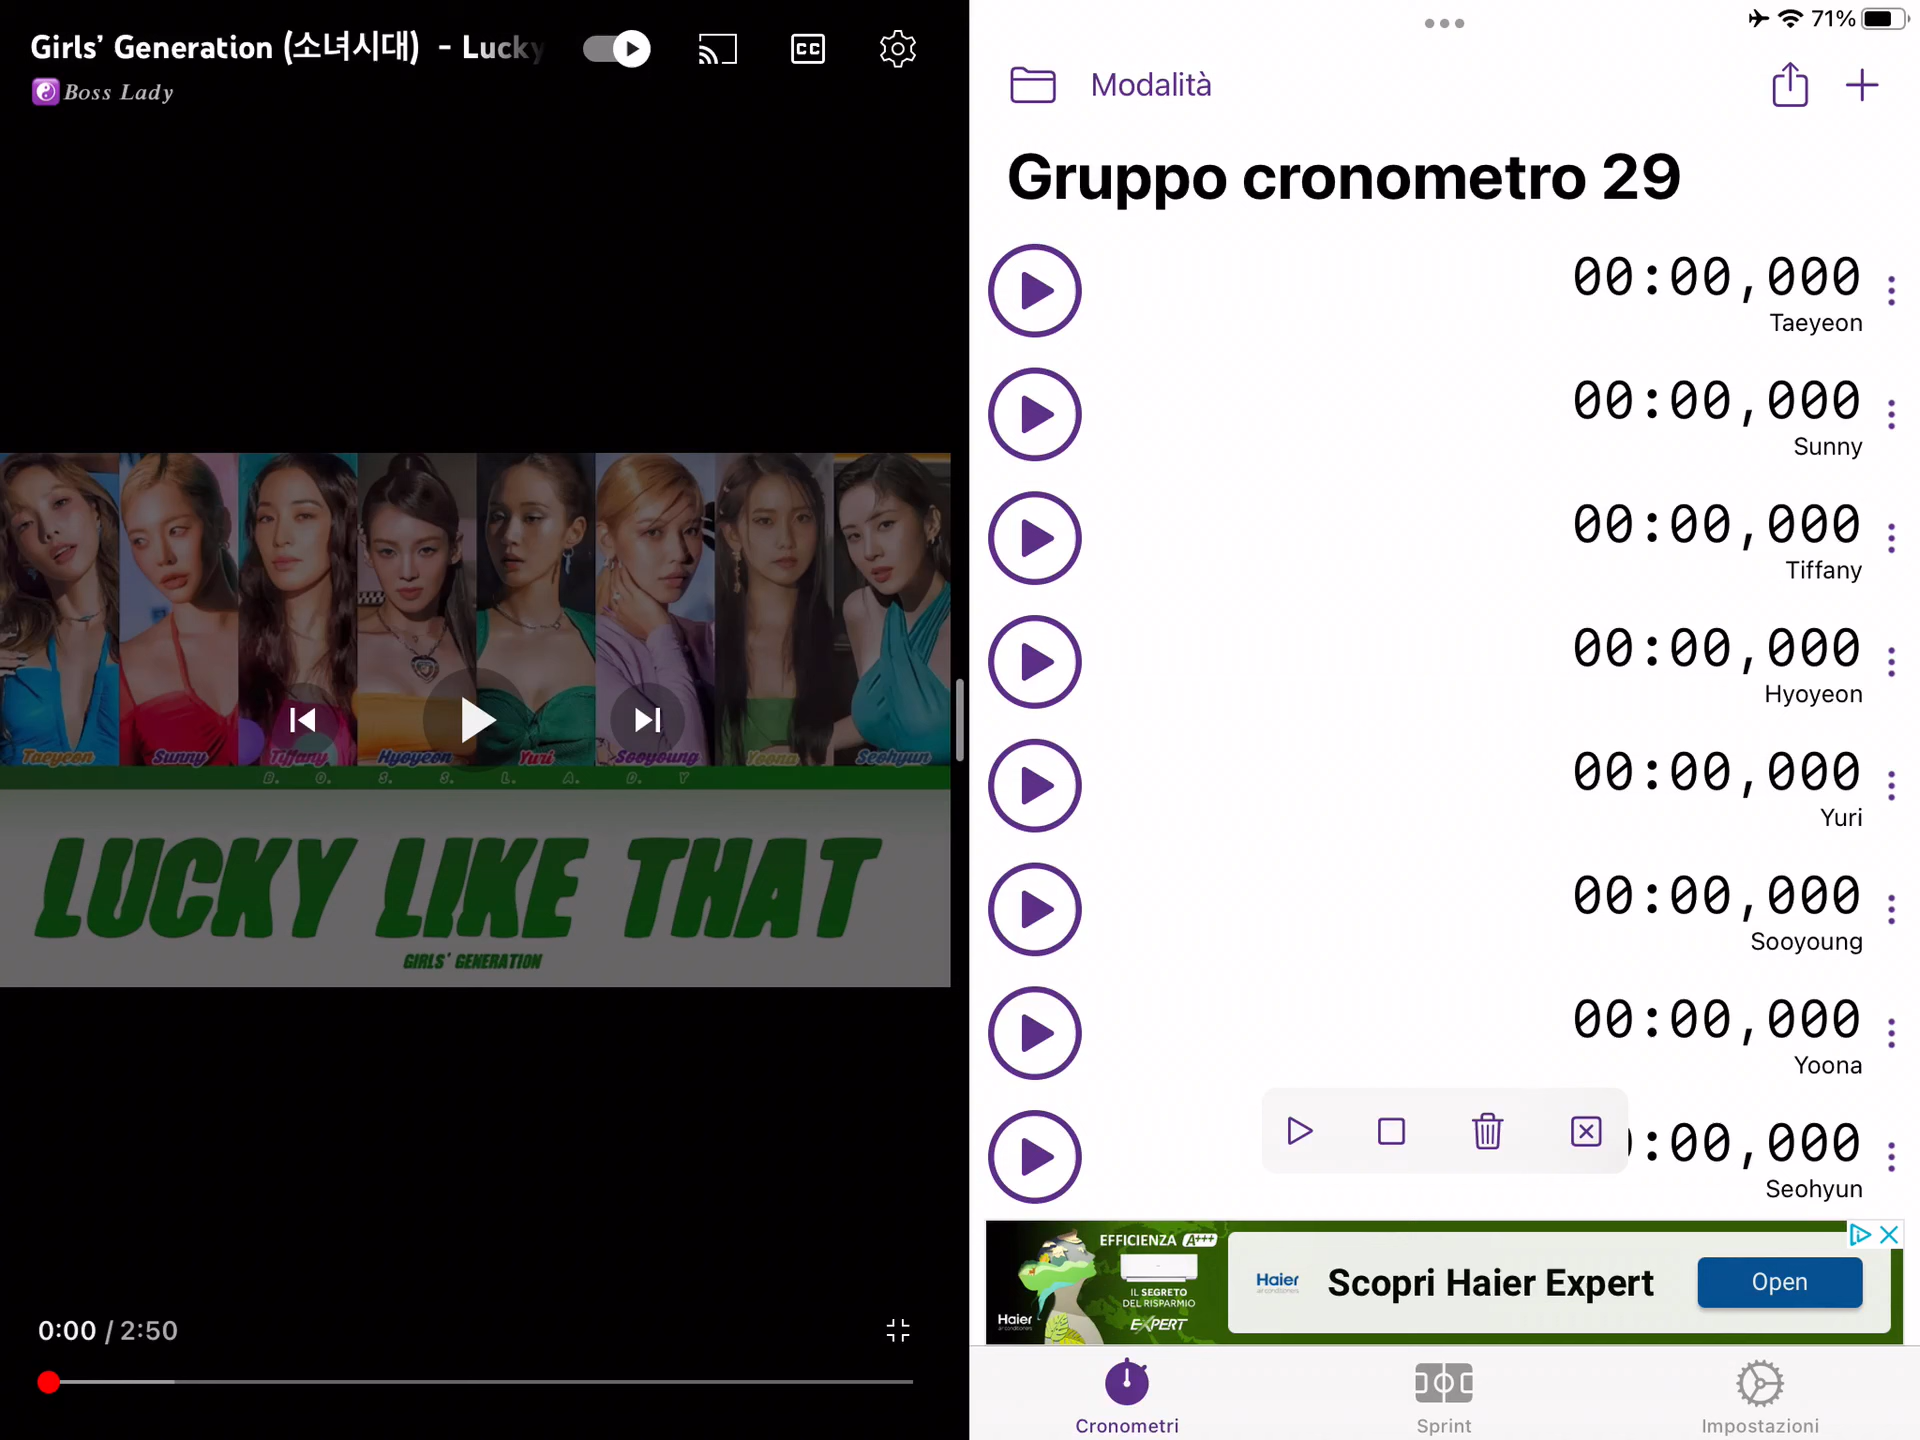 Girls' Generation (소녀시대) - Lucky
Boss Lady
Taeyeon
Sunny
Tiffany
Hyoyeon
Yuri
Sooyoung
Yoona
Seohyun
B. O. S. S. L. A. D. Y
LUCKY LIKE THAT
GIRLS' GENERATION
0:00 / 2:50
71%
Modalità
Gruppo cronometro 29
00:00,000
Taeyeon
00:00,000
Sunny
00:00,000
Tiffany
00:00,000
Hyoyeon
00:00,000
Yuri
00:00,000
Sooyoung
00:00,000
Yoona
:00,000
Seohyun
EFFICIENZA A+++
IL SEGRETO
DEL RISPARMIO
EXPERT
Haier
airconditioners
Haier
airconditioners
Scopri Haier Expert
Open
Cronometri
Sprint
Impostazioni